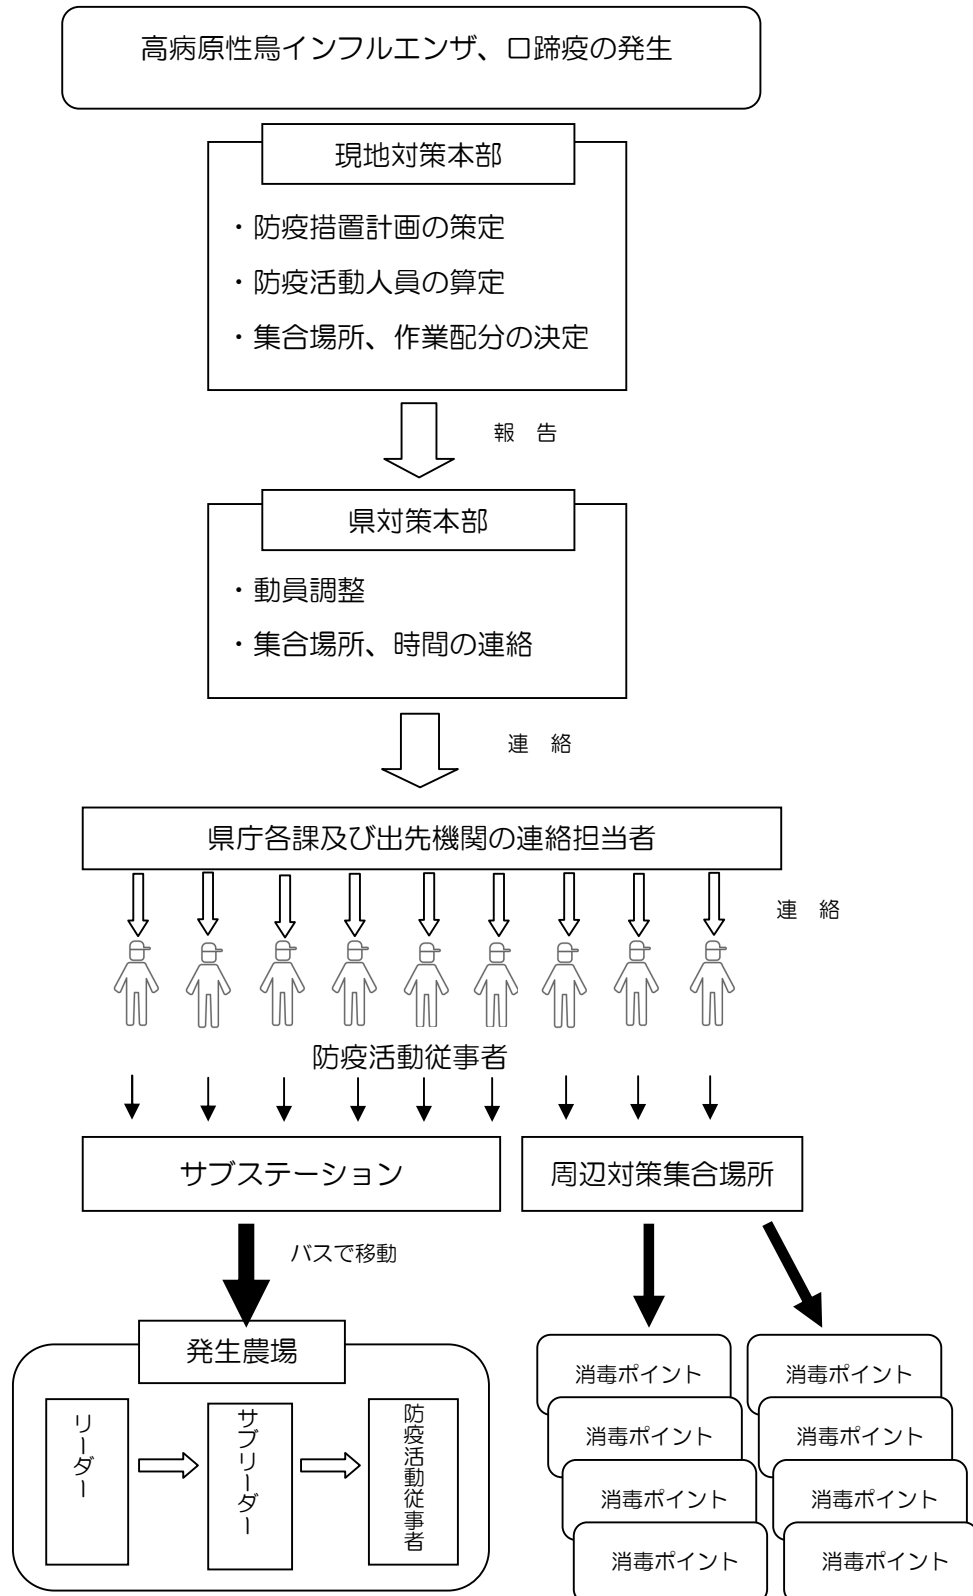 高病原性鳥インフルエンザ、口蹄疫の発生
現地対策本部
・防疫措置計画の策定
・防疫活動人員の算定
・集合場所、作業配分の決定
報　告
県対策本部
・動員調整
・集合場所、時間の連絡
連　絡
県庁各課及び出先機関の連絡担当者
連　絡
防疫活動従事者
サブステーション
周辺対策集合場所
バスで移動
発生農場
リーダー
サブリーダー
防疫活動従事者
消毒ポイント
消毒ポイント
消毒ポイント
消毒ポイント
消毒ポイント
消毒ポイント
消毒ポイント
消毒ポイント